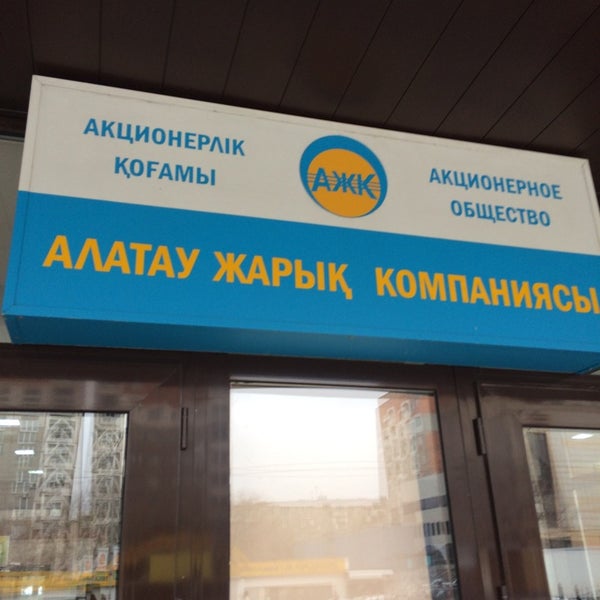 АКЦИОНЕРЛІК
ҚОҒАМЫ
АЖК
АКЦИОНЕРНОЕ
ОБЩЕСТВО
АЛАТАУ ЖАРЫҚ КОМПАНИЯСЫ